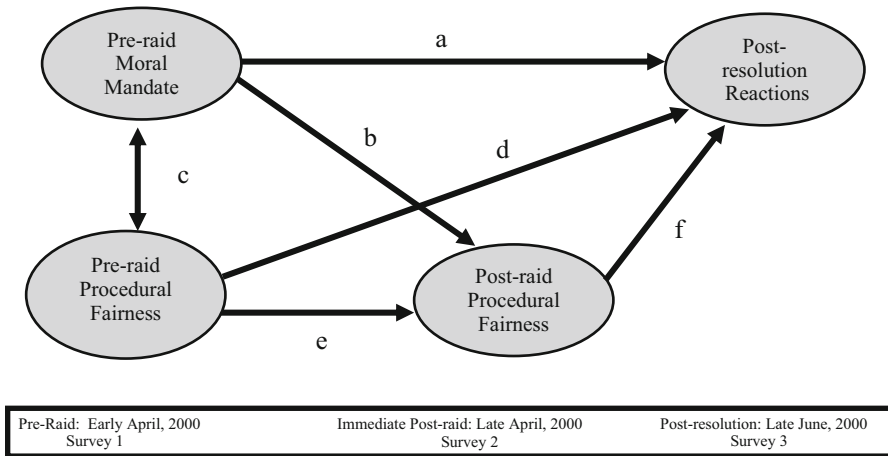 Pre-raid
Moral
Mandate
a
Post-
resolution
Reactions
b
d
c
f
Pre-raid
Procedural
Fairness
Post-raid
Procedural
Fairness
e
Pre-Raid: Early April, 2000
Survey 1
Immediate Post-raid: Late April, 2000
Survey 2
Post-resolution: Late June, 2000
Survey 3